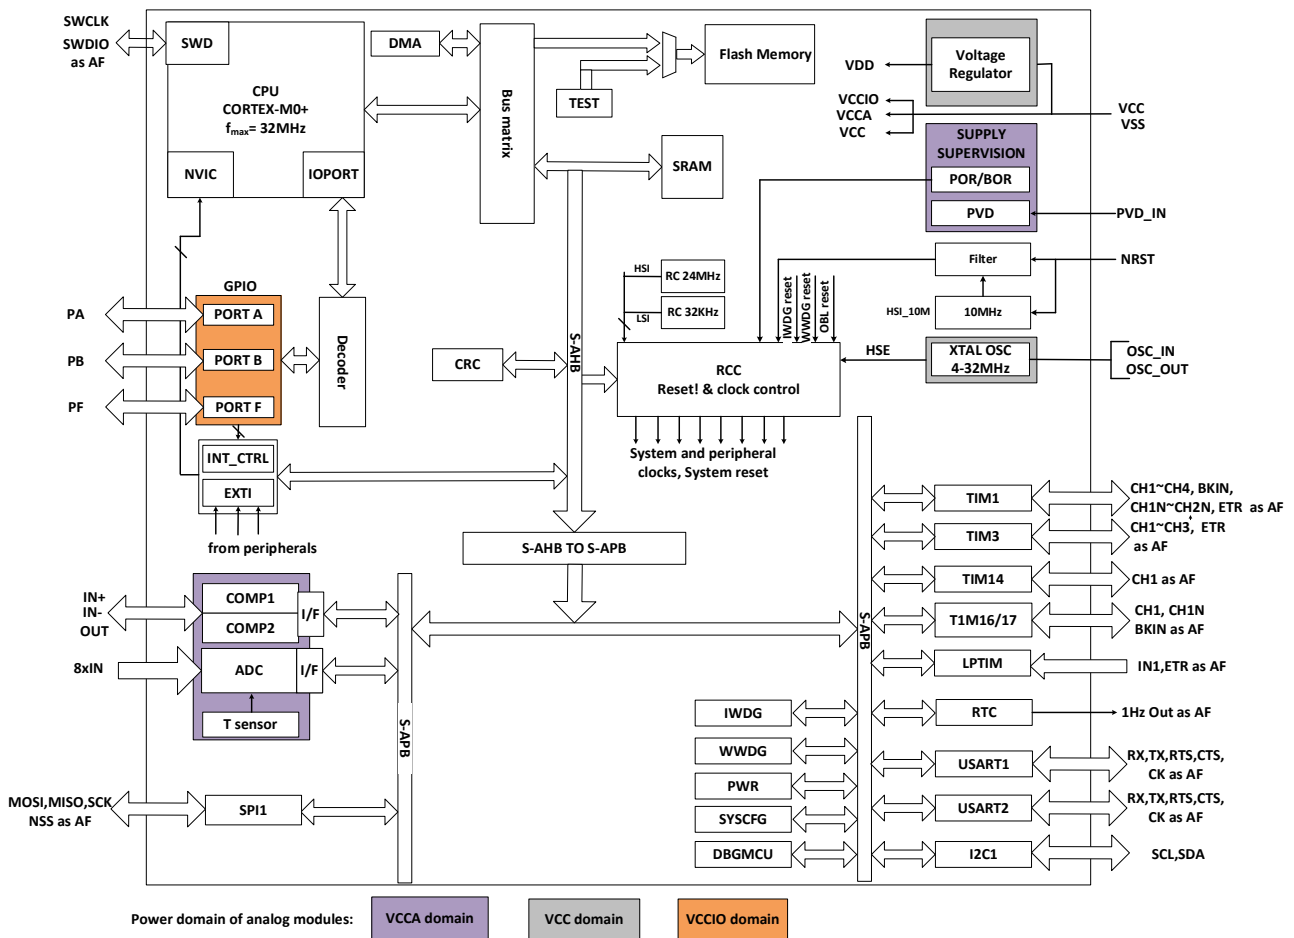 SWCLK
SWDIO
as AF
SWD
CPU
CORTEX-M0+
fmax= 32MHz
NVIC
IOPORT
DMA
Bus matrix
TEST
Flash Memory
SRAM
Voltage
Regulator
VDD
VCCIO
VCCA
VCC
VCC
VSS
SUPPLY
SUPERVISION
POR/BOR
PVD
PVD_IN
Filter
NRST
HSI_10M
10MHz
HSI
RC 24MHz
LSI
RC 32KHz
IWDG reset
WWDG reset
OBL reset
RCC
Reset! & clock control
HSE
XTAL OSC
4-32MHz
OSC_IN
OSC_OUT
System and peripheral
clocks, System reset
GPIO
PA
PORT A
PB
PORT B
PF
PORT F
Decoder
CRC
S-AHB
INT_CTRL
EXTI
from peripherals
S-AHB TO S-APB
IN+
IN-
OUT
COMP1
COMP2
I/F
8xIN
ADC
I/F
T sensor
S-APB
MOSI,MISO,SCK
NSS as AF
SPI1
S-APB
IWDG
WWDG
PWR
SYSCFG
DBGMCU
TIM1
CH1~CH4, BKIN,
CH1N~CH2N, ETR as AF
TIM3
CH1~CH3, ETR
as AF
TIM14
CH1 as AF
T1M16/17
CH1, CH1N
BKIN as AF
LPTIM
IN1,ETR as AF
RTC
1Hz Out as AF
USART1
RX,TX,RTS,CTS,
CK as AF
USART2
RX,TX,RTS,CTS,
CK as AF
I2C1
SCL,SDA
Power domain of analog modules:
VCCA domain
VCC domain
VCCIO domain